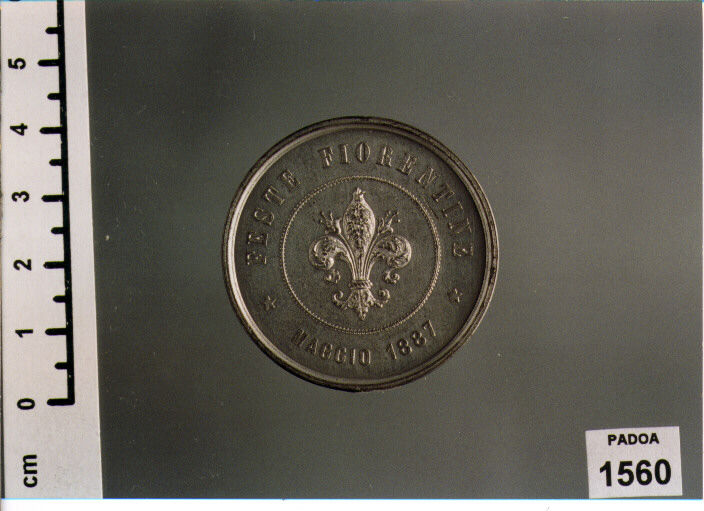 FESTE FIORENTINE
MAGGIO 1887
5
4
3
2
1
0
cm
PADOA
1560